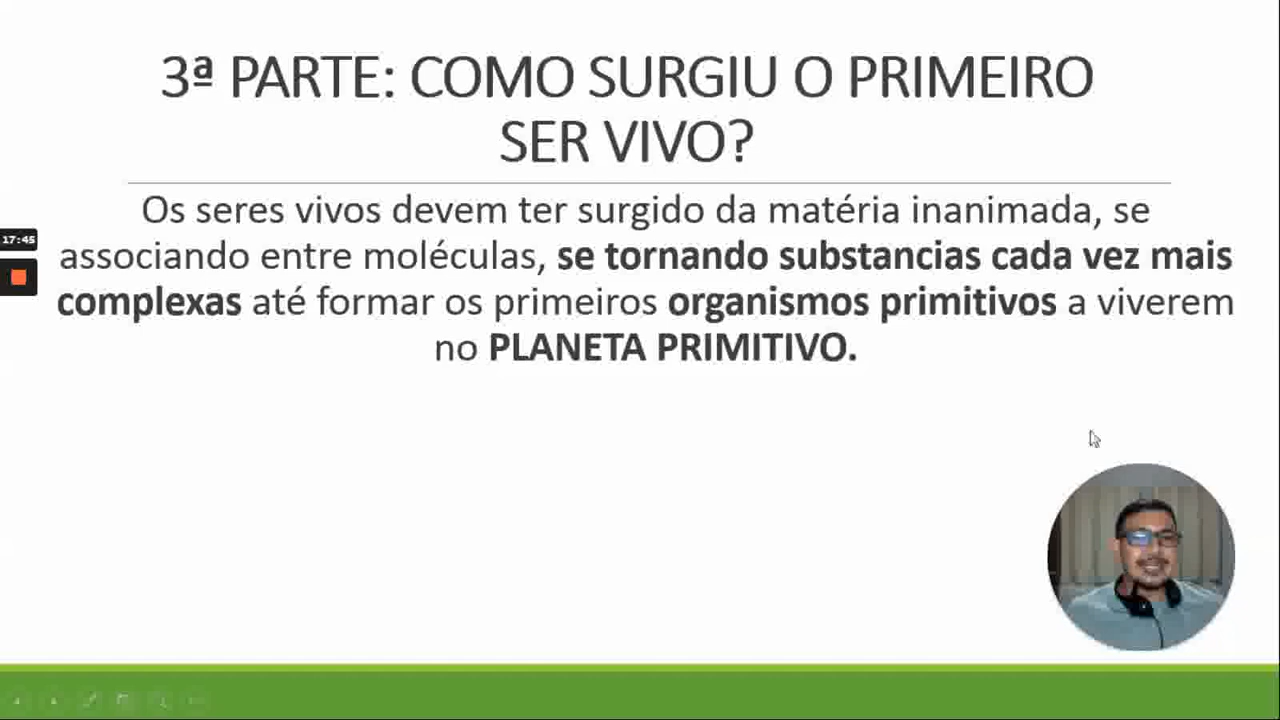 3ª PARTE: COMO SURGIU O PRIMEIRO
SER VIVO?
Os seres vivos devem ter surgido da matéria inanimada, se
associando entre moléculas, se tornando substancias cada vez mais
complexas até formar os primeiros organismos primitivos a viverem
no PLANETA PRIMITIVO.
17:45